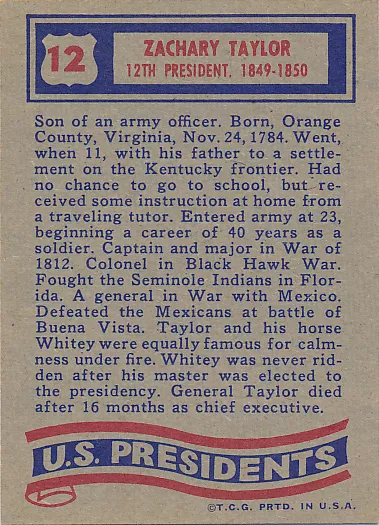 12
ZACHARY TAYLOR
12TH PRESIDENT, 1849-1850
Son of an army officer. Born, Orange
County, Virginia, Nov. 24, 1784. Went,
when 11, with his father to a settle-
ment on the Kentucky frontier. Had
no chance to go to school, but re-
ceived some instruction at home from
a traveling tutor. Entered army at 23,
beginning a career of 40 years as a
soldier. Captain and major in War of
1812. Colonel in Black Hawk War.
Fought the Seminole Indians in Flor-
ida. A general in War with Mexico.
Defeated the Mexicans at battle of
Buena Vista. Taylor and his horse
Whitey were equally famous for calm-
ness under fire. Whitey was never rid-
den after his master was elected to
the presidency. General Taylor died
after 16 months as chief executive.
U.S. PRESIDENTS
©T.C.G. PRTD. IN U.S.A.